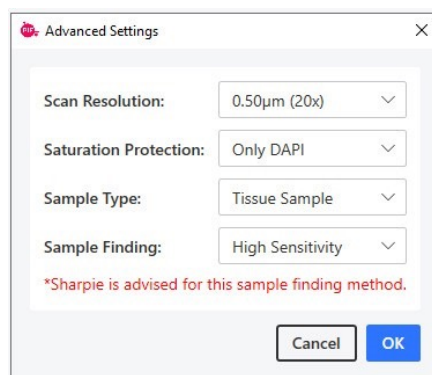 PIF
Advanced Settings
Scan Resolution: 0.50µm (20x)
Saturation Protection: Only DAPI
Sample Type: Tissue Sample
Sample Finding: High Sensitivity
*Sharpie is advised for this sample finding method.
Cancel OK